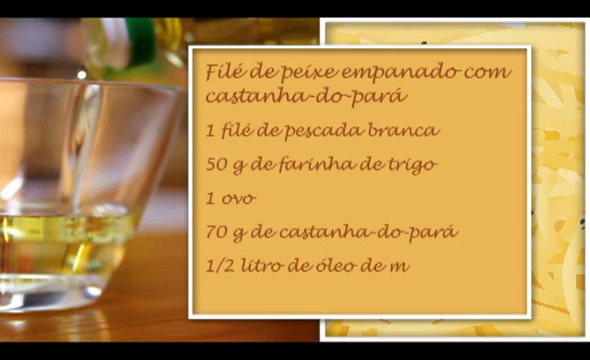 Filé de peixe empanado com
castanha-do-pará
1 filé de pescada branca
50 g de farinha de trigo
1 ovo
70 g de castanha-do-pará
1/2 litro de óleo de m